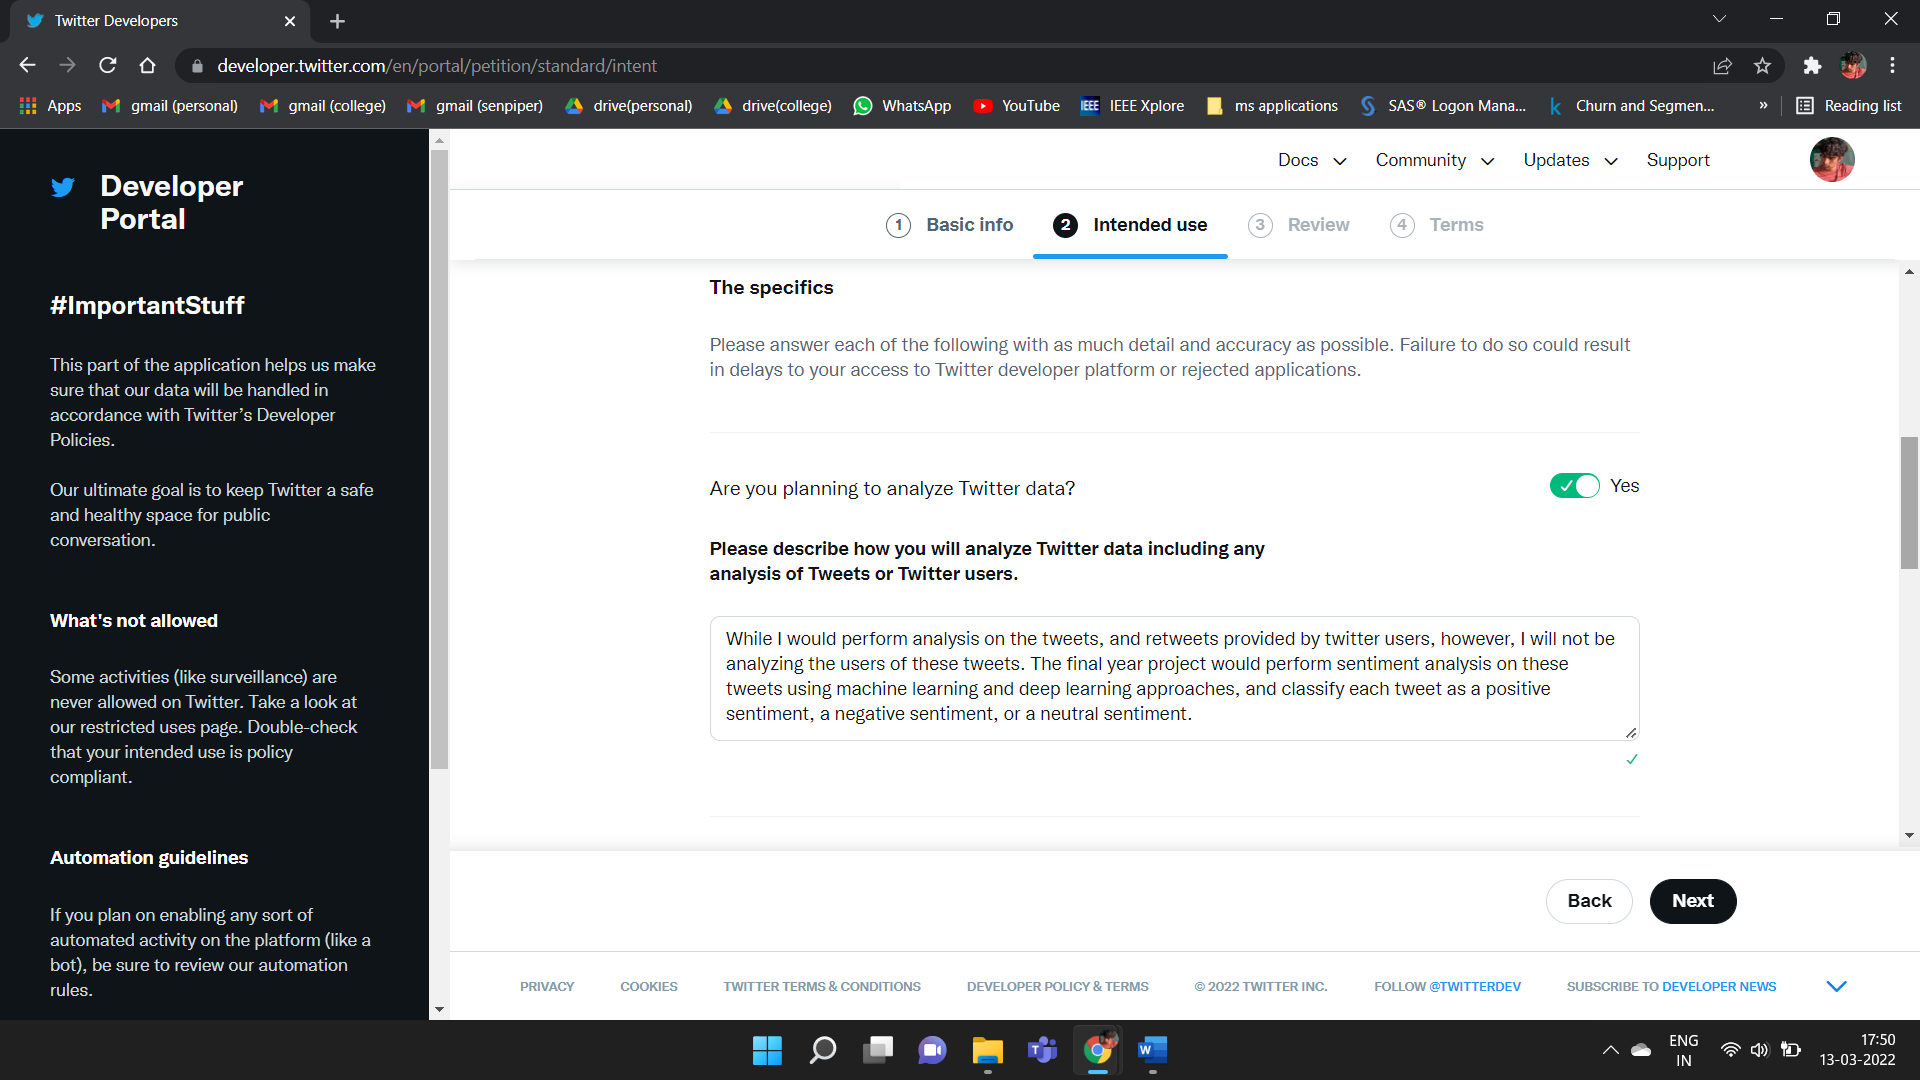 Twitter Developers
developer.twitter.com/en/portal/petition/standard/intent
Apps
gmail (personal)
gmail (college)
gmail (senpiper)
drive(personal)
drive(college)
WhatsApp
YouTube
IEEE
IEEE Xplore
ms applications
SAS® Logon Mana...
k
Churn and Segmen...
»
Reading list
Developer
Portal
#ImportantStuff
This part of the application helps us make
sure that our data will be handled in
accordance with Twitter’s Developer
Policies.
Our ultimate goal is to keep Twitter a safe
and healthy space for public
conversation.
What's not allowed
Some activities (like surveillance) are
never allowed on Twitter. Take a look at
our restricted uses page. Double-check
that your intended use is policy
compliant.
Automation guidelines
If you plan on enabling any sort of
automated activity on the platform (like a
bot), be sure to review our automation
rules.
Docs
Community
Updates
Support
1 Basic info
2 Intended use
3 Review
4 Terms
The specifics
Please answer each of the following with as much detail and accuracy as possible. Failure to do so could result
in delays to your access to Twitter developer platform or rejected applications.
Are you planning to analyze Twitter data?
Yes
Please describe how you will analyze Twitter data including any
analysis of Tweets or Twitter users.
While I would perform analysis on the tweets, and retweets provided by twitter users, however, I will not be
analyzing the users of these tweets. The final year project would perform sentiment analysis on these
tweets using machine learning and deep learning approaches, and classify each tweet as a positive
sentiment, a negative sentiment, or a neutral sentiment.
Back
Next
PRIVACY
COOKIES
TWITTER TERMS & CONDITIONS
DEVELOPER POLICY & TERMS
© 2022 TWITTER INC.
FOLLOW @TWITTERDEV
SUBSCRIBE TO DEVELOPER NEWS
T
W
ENG
IN
17:50
13-03-2022